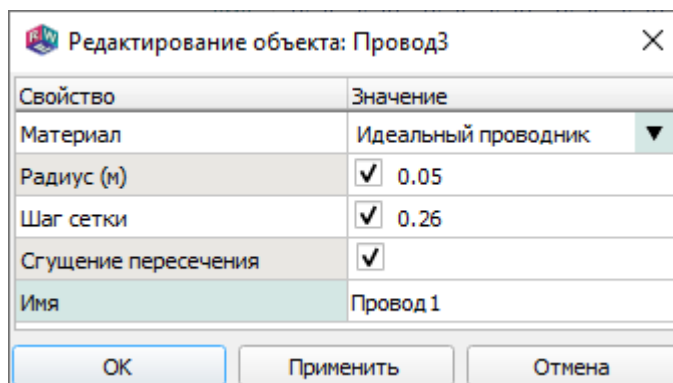 Редактирование объекта: Провод3
Свойство Значение
Материал Идеальный проводник
Радиус (м) 0.05
Шаг сетки 0.26
Сгущение пересечения
Имя Провод1
ОК Применить Отмена